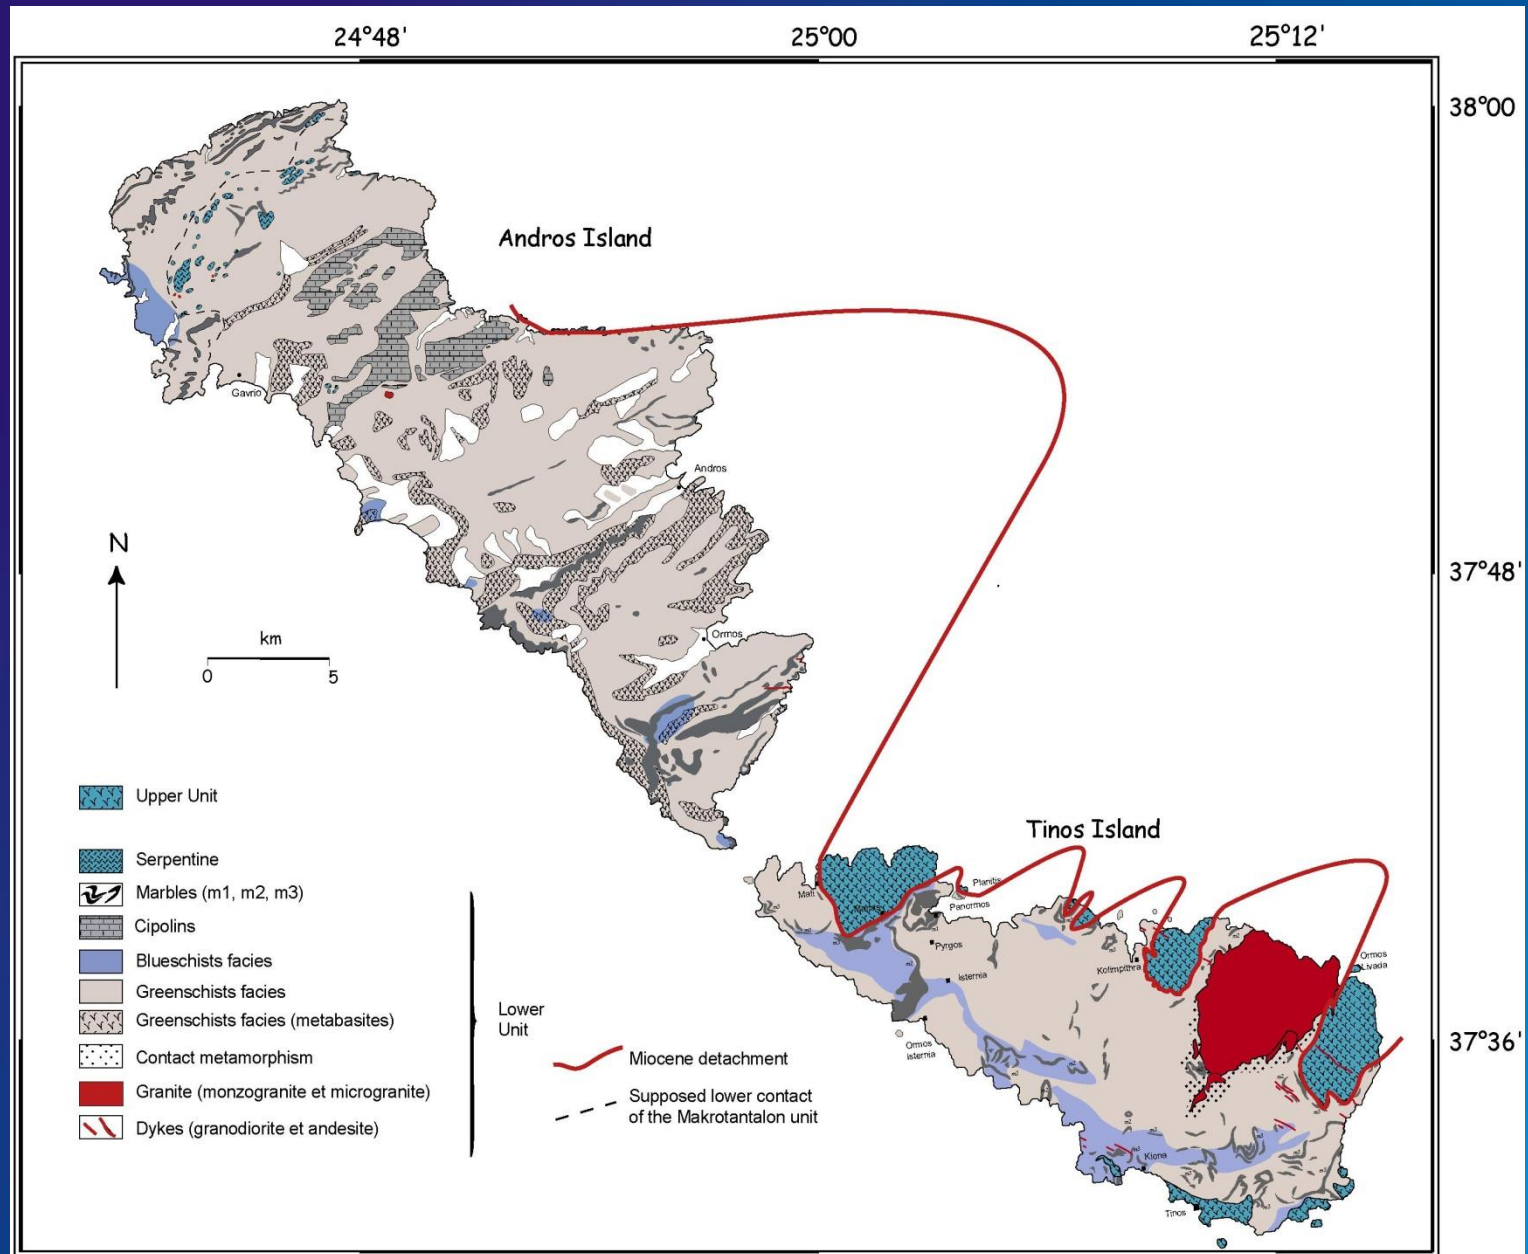 24°48' 25°00 25°12'
38°00
Andros Island
Gavrio
Andros
N
37°48'
km
0 5
Ormos
Upper Unit
Tinos Island
Serpentine
Marbles (m1, m2, m3)
Planitis
Panormos
Cipolins
Pyrgos
Blueschists facies
Isternia
Ormos
Livada
Greenschists facies
Lower
Unit
Greenschists facies (metabasites)
Ormos
Isternia
37°36'
Contact metamorphism
Miocene detachment
Granite (monzogranite et microgranite)
Supposed lower contact
of the Makrotantalon unit
Dykes (granodiorite et andesite)
Kiona
Tinos